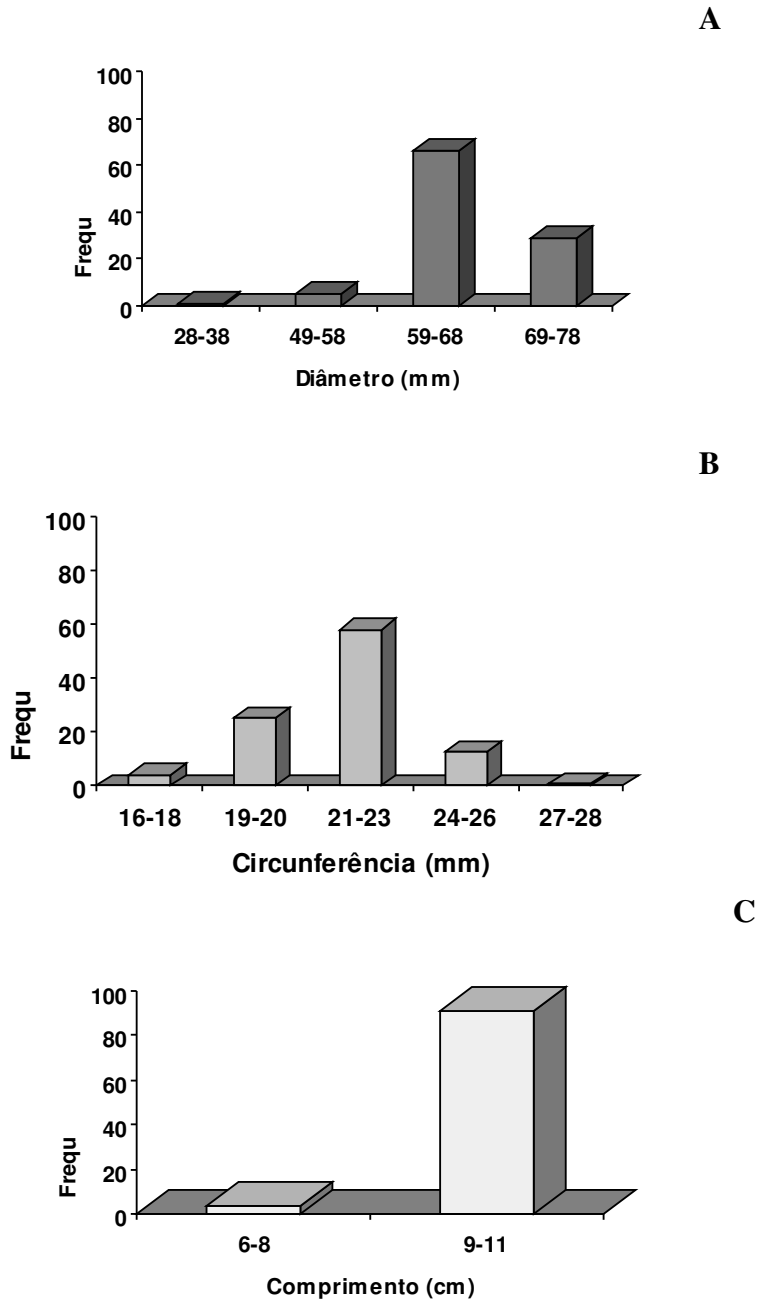 A
100
80
60
40
20
0
Frequ
28-38 49-58 59-68 69-78
Diâmetro (mm)
B
100
80
60
40
20
0
Frequ
16-18 19-20 21-23 24-26 27-28
Circunferência (mm)
C
100
80
60
40
20
0
Frequ
6-8 9-11
Comprimento (cm)